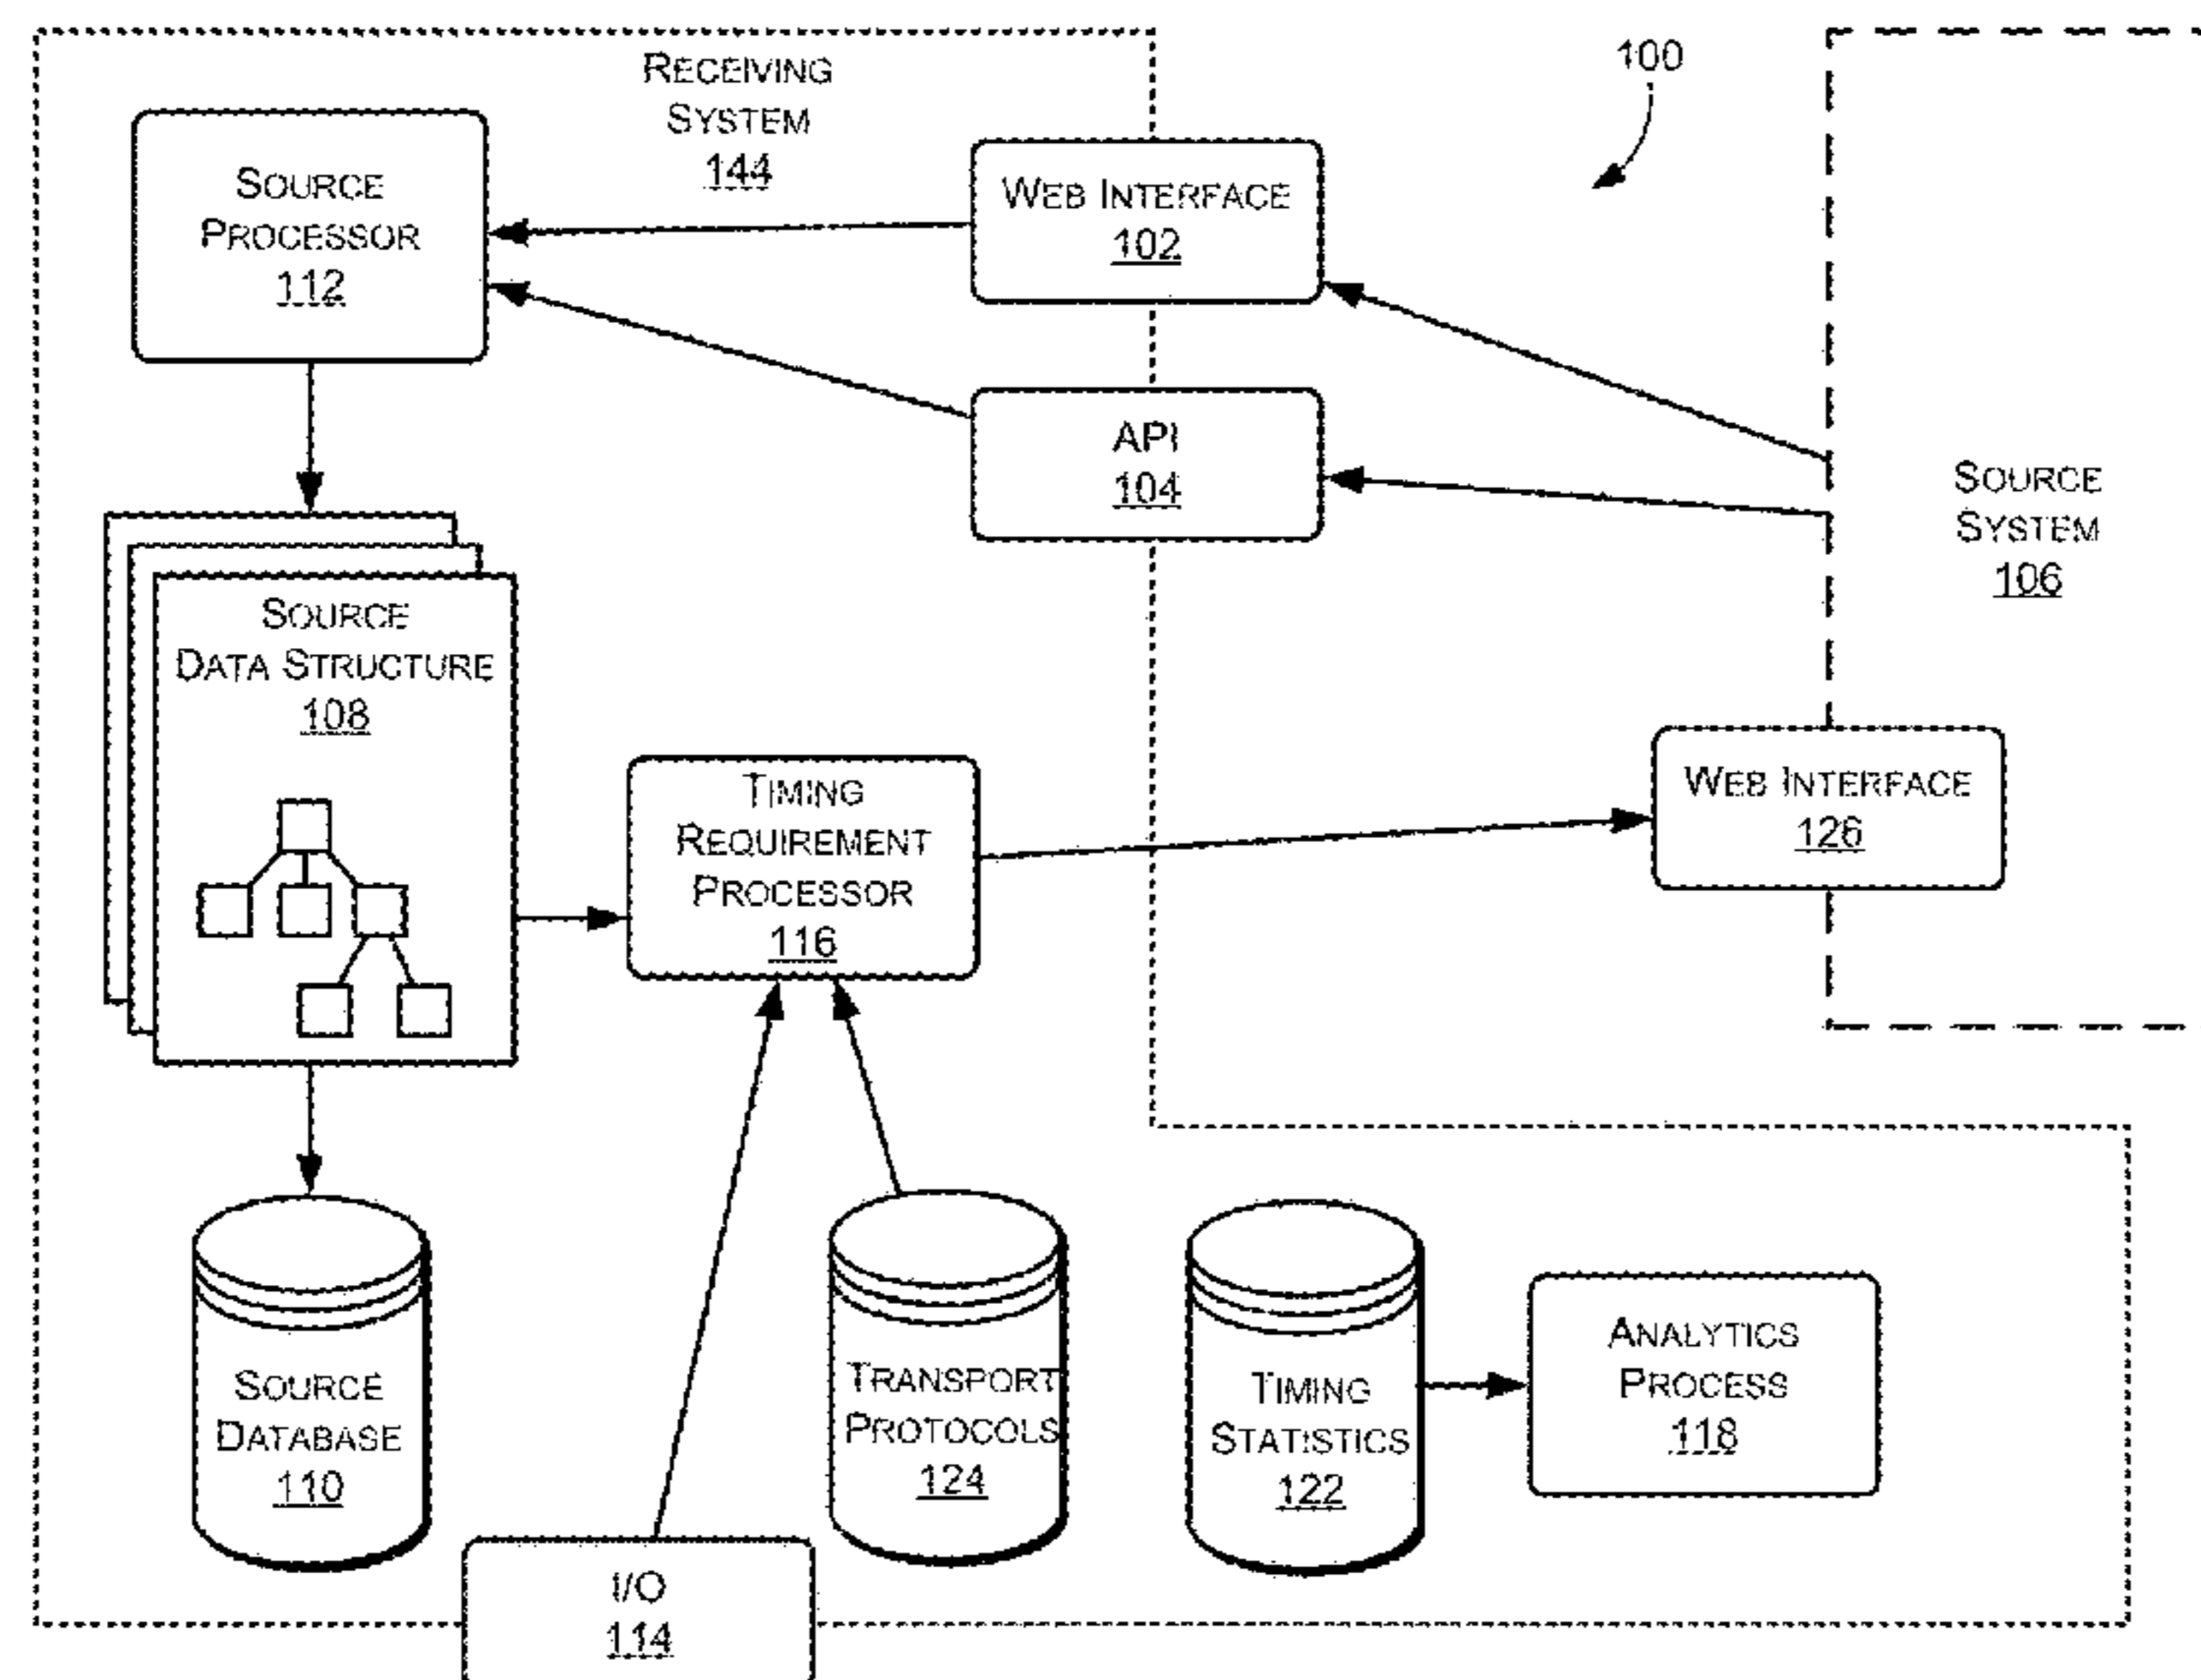 RECEIVING
SYSTEM
144
100
SOURCE
PROCESSOR
112
WEB INTERFACE
102
API
104
SOURCE
SYSTEM
106
SOURCE
DATA STRUCTURE
108
TIMING
REQUIREMENT
PROCESSOR
116
WEB INTERFACE
126
SOURCE
DATABASE
110
TRANSPORT
PROTOCOLS
124
TIMING
STATISTICS
122
ANALYTICS
PROCESS
118
I/O
114